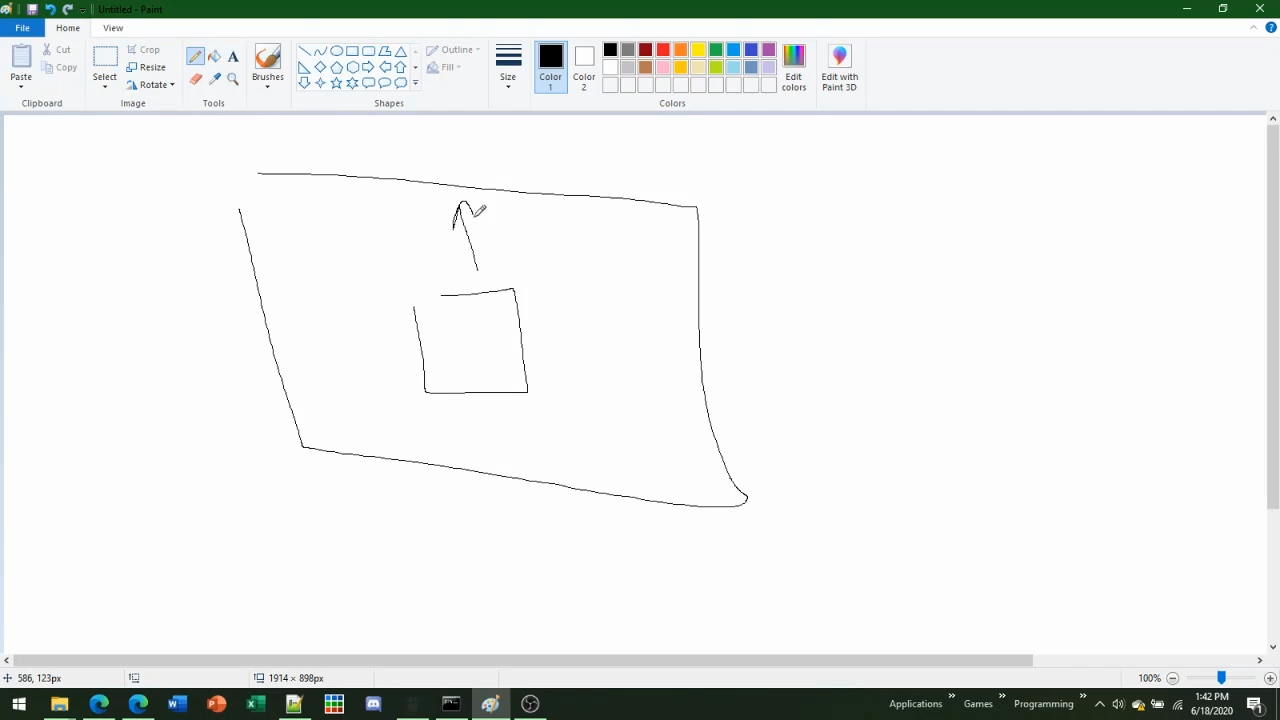 Untitled - Paint
File Home View
Paste
Cut
Copy
Clipboard
Select
Crop
Resize
Rotate
Image
A
Tools
Brushes
Outline
Fill
Shapes
Size
Color 1
Color 2
Edit colors
Colors
Edit with Paint 3D
586, 123px
1914 × 898px
100%
Applications » Games » Programming »
1:42 PM
6/18/2020